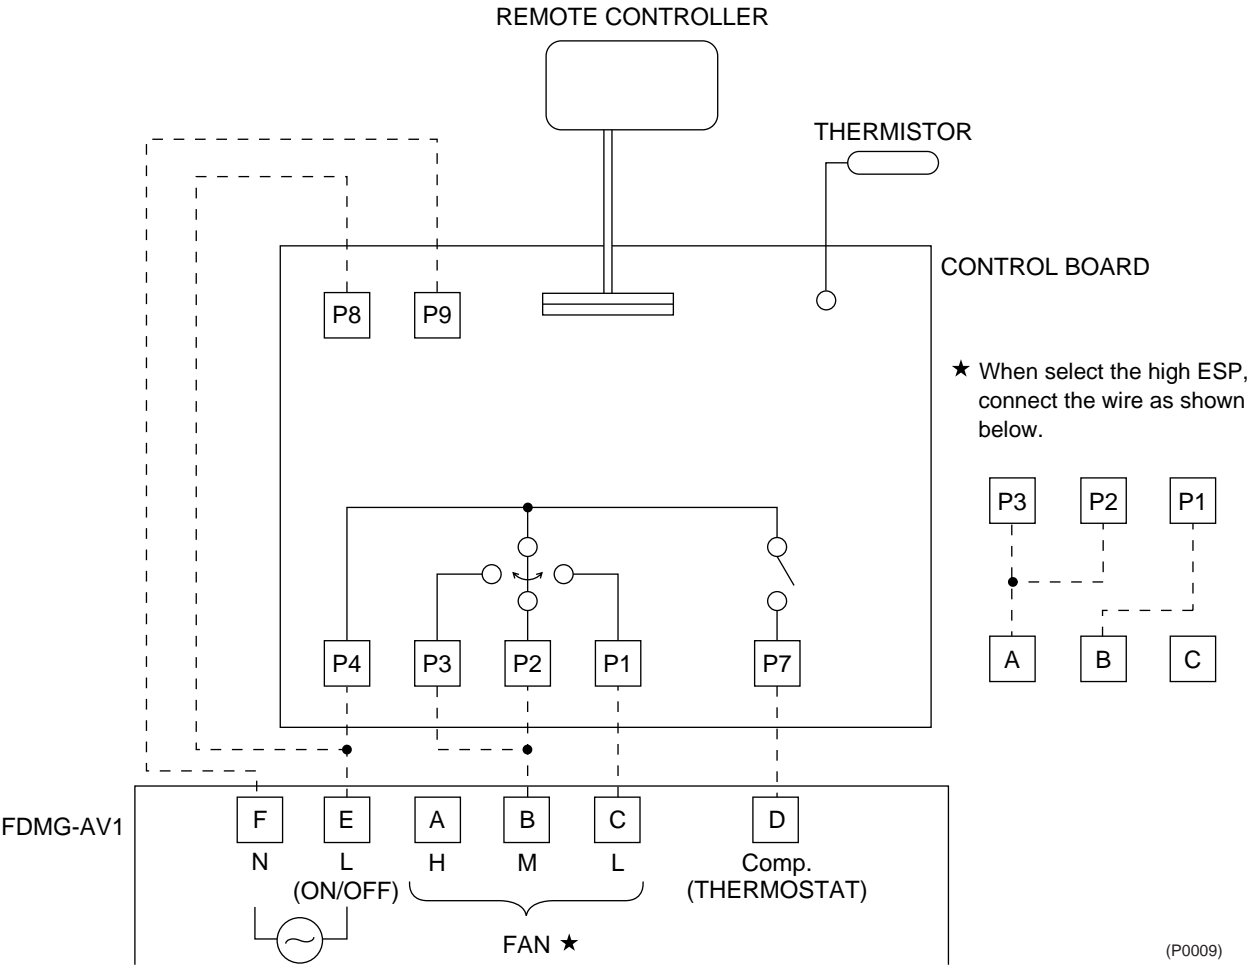 REMOTE CONTROLLER
THERMISTOR
CONTROL BOARD
P8 P9
★ When select the high ESP,
connect the wire as shown
below.
P3 P2 P1
P4 P3 P2 P1 P7
A B C
FDMG-AV1
F E A B C D
N L H M L Comp.
(ON/OFF) (THERMOSTAT)
FAN ★
(P0009)